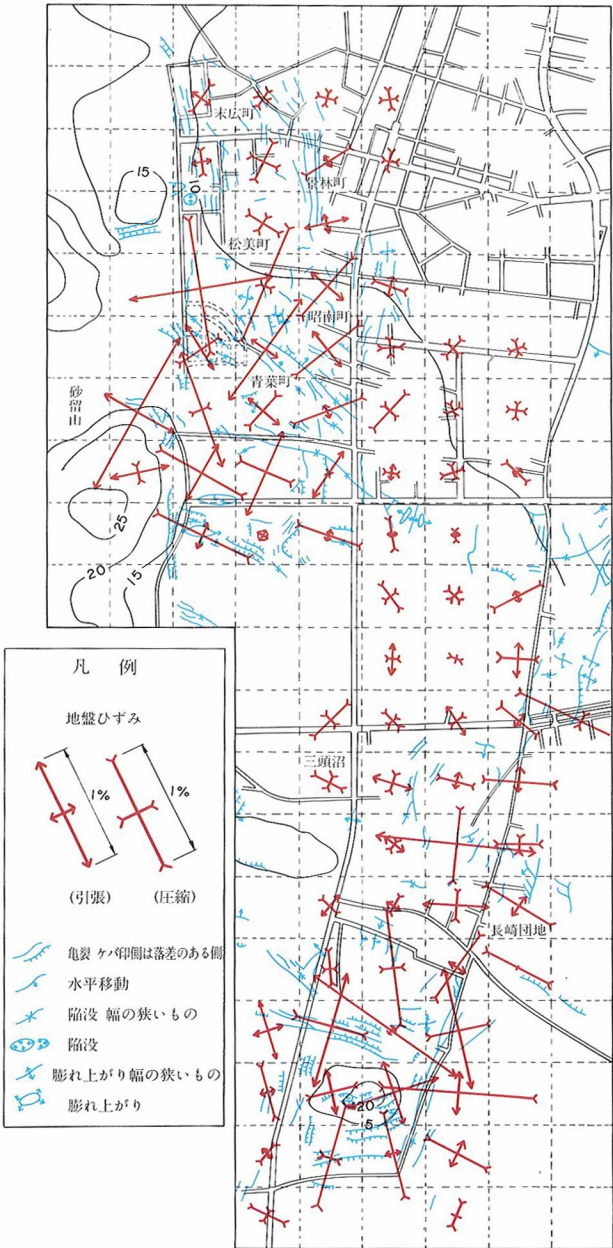 末広町
15
10
景林町
松美町
昭南町
青葉町
砂留山
25
20
15
凡 例
地盤ひずみ
1%
1%
(引張)
(圧縮)
亀裂 ケバ印側は落差のある側
水平移動
陥没 幅の狭いもの
陥没
膨れ上がり幅の狭いもの
膨れ上がり
三頭沼
長崎団地
20
15